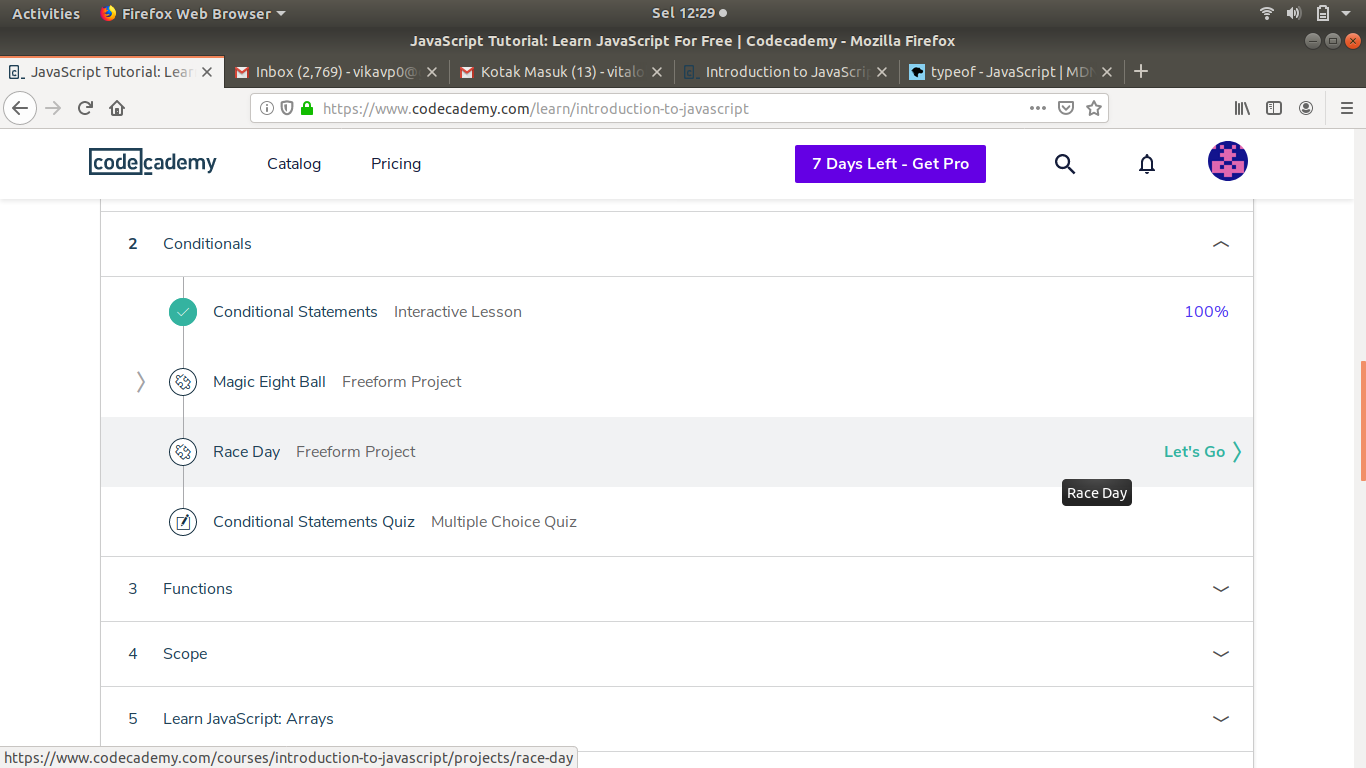 Activities Firefox Web Browser Sel 12:29
JavaScript Tutorial: Learn JavaScript For Free | Codecademy - Mozilla Firefox
JavaScript Tutorial: Lear Inbox (2,769) - vikavp0@ Kotak Masuk (13) - vitalo Introduction to JavaScri typeof - JavaScript | MDN
https://www.codecademy.com/learn/introduction-to-javascript
codecademy Catalog Pricing 7 Days Left - Get Pro
2 Conditionals
Conditional Statements Interactive Lesson 100%
Magic Eight Ball Freeform Project
Race Day Freeform Project Let's Go
Race Day
Conditional Statements Quiz Multiple Choice Quiz
3 Functions
4 Scope
5 Learn JavaScript: Arrays
https://www.codecademy.com/courses/introduction-to-javascript/projects/race-day